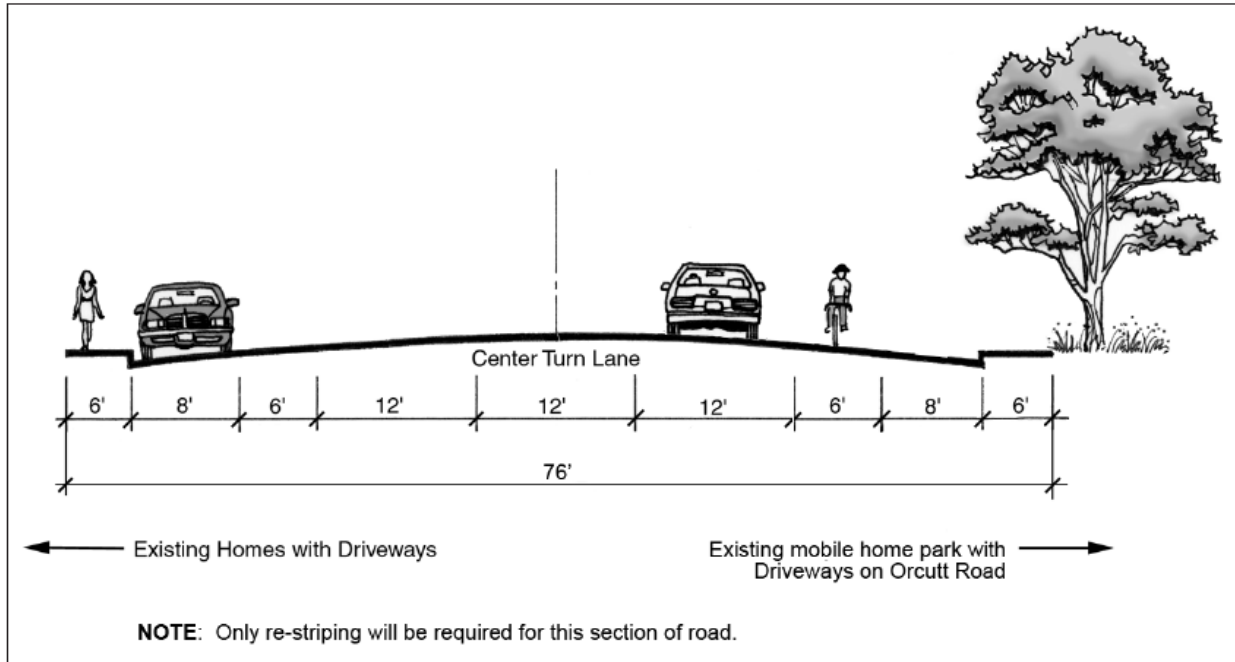 Center Turn Lane
6' 8' 6' 12' 12' 12' 6' 8' 6'
76’
Existing Homes with Driveways
Existing mobile home park with
Driveways on Orcutt Road
NOTE: Only re-striping will be required for this section of road.